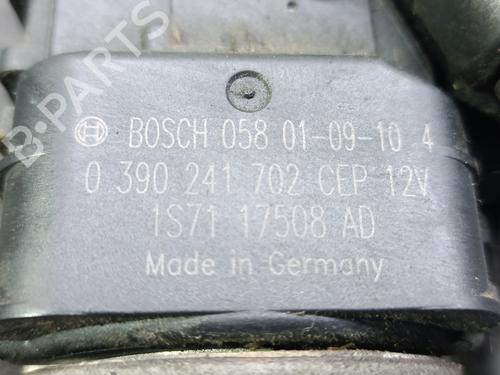 BOSCH 058 01-09-10 4
0 390 241 702 CEP 12V
1S71 17508 AD
Made in Germany
B-PARTS